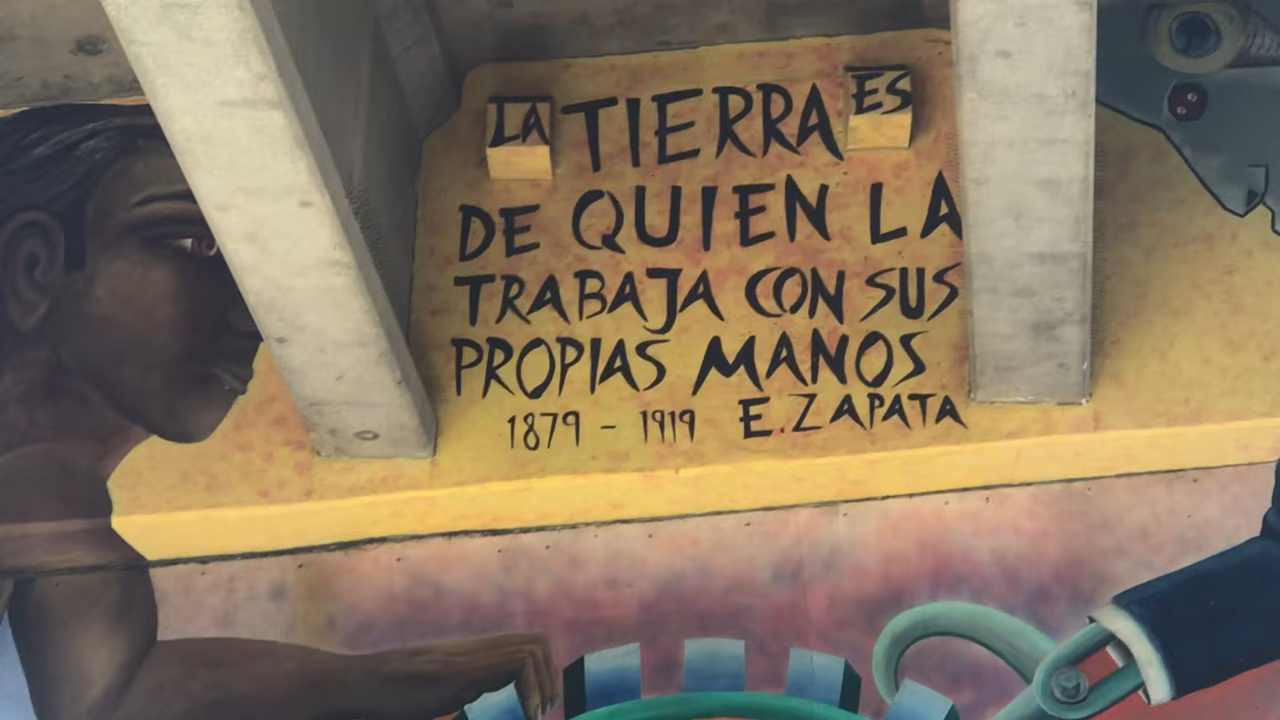 LA TIERRA ES
DE QUIEN LA
TRABAJA CON SUS
PROPIAS MANOS
1879 - 1919 E. ZAPATA